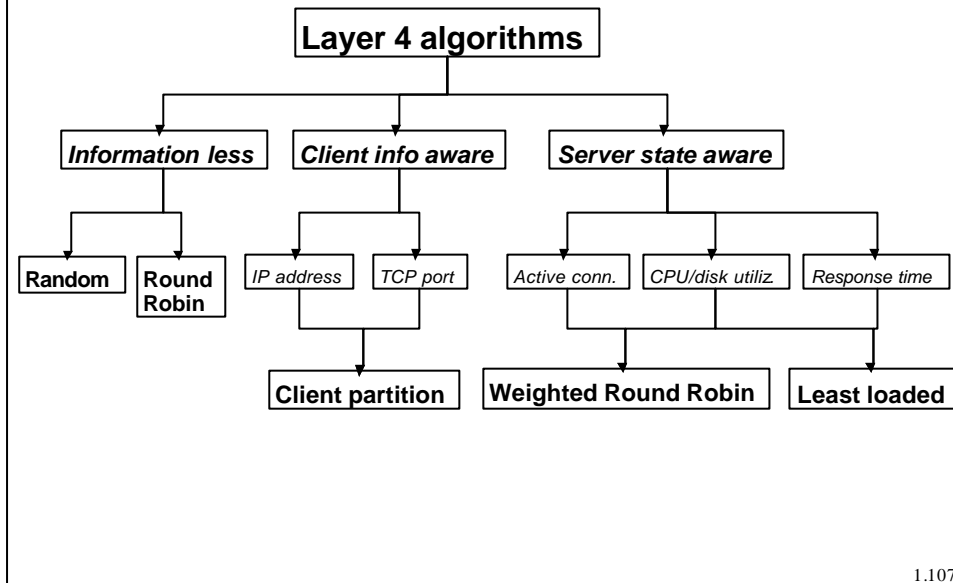 Layer 4 algorithms
Information less
Client info aware
Server state aware
Random
Round
Robin
IP address
TCP port
Active conn.
CPU/disk utiliz.
Response time
Client partition
Weighted Round Robin
Least loaded
1.107